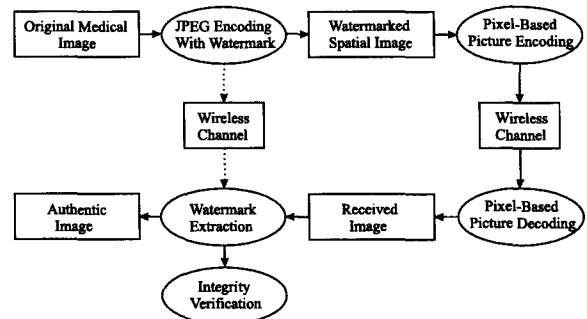 Original Medical
Image
JPEG Encoding
With Watermark
Watermarked
Spatial Image
Pixel-Based
Picture Encoding
Wireless
Channel
Wireless
Channel
Authentic
Image
Watermark
Extraction
Received
Image
Pixel-Based
Picture Decoding
Integrity
Verification